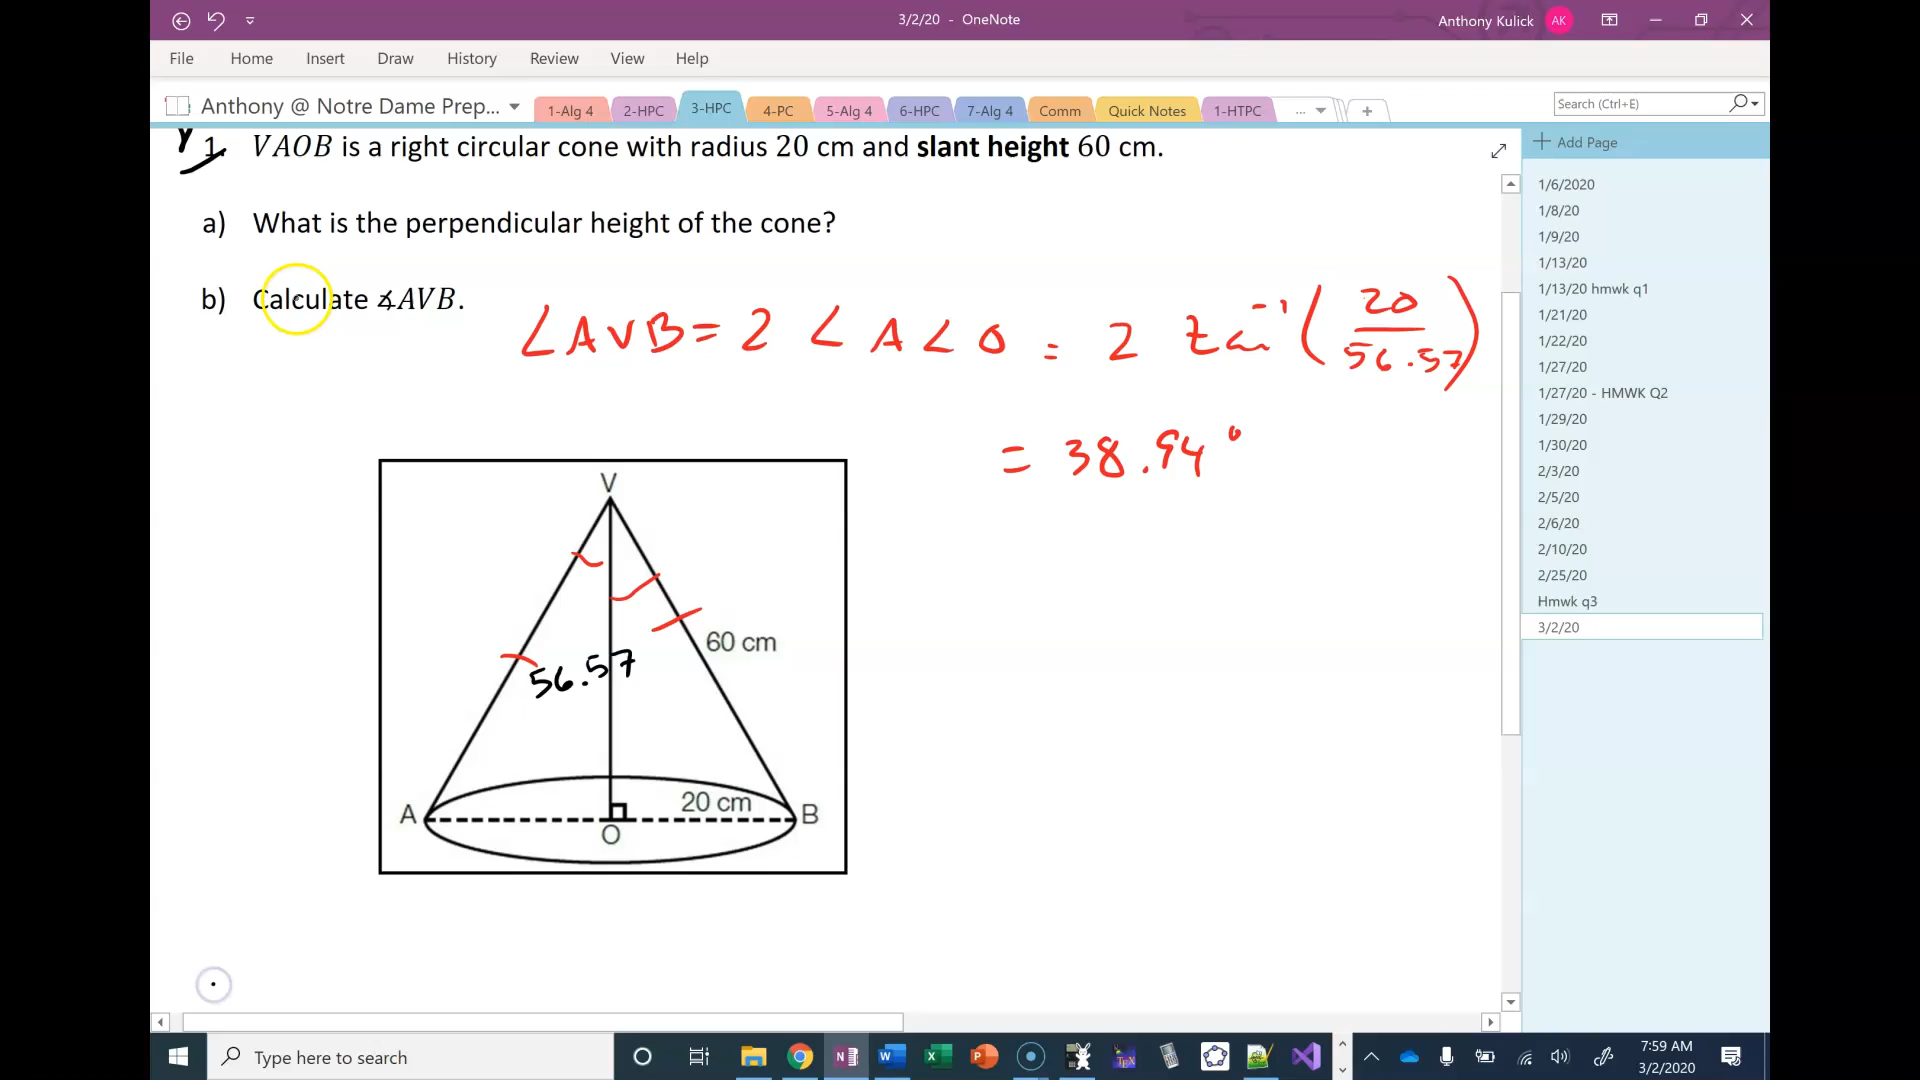 3/2/20 - OneNote
Anthony Kulick AK
File Home Insert Draw History Review View Help
Anthony @ Notre Dame Prep... 1-Alg 4 2-HPC 3-HPC 4-PC 5-Alg 4 6-HPC 7-Alg 4 Comm Quick Notes 1-HTPC ... +
Search (Ctrl+E)
1. VAOB is a right circular cone with radius 20 cm and slant height 60 cm.
a) What is the perpendicular height of the cone?
b) Calculate ∡AVB.
∠AVB = 2 ∠A<O = 2 tan⁻¹(20/56.57)
= 38.94°
V
60 cm
56.57
A
20 cm
B
O
Add Page
1/6/2020
1/8/20
1/9/20
1/13/20
1/13/20 hmwk q1
1/21/20
1/22/20
1/27/20
1/27/20 - HMWK Q2
1/29/20
1/30/20
2/3/20
2/5/20
2/6/20
2/10/20
2/25/20
Hmwk q3
3/2/20
Type here to search
7:59 AM
3/2/2020